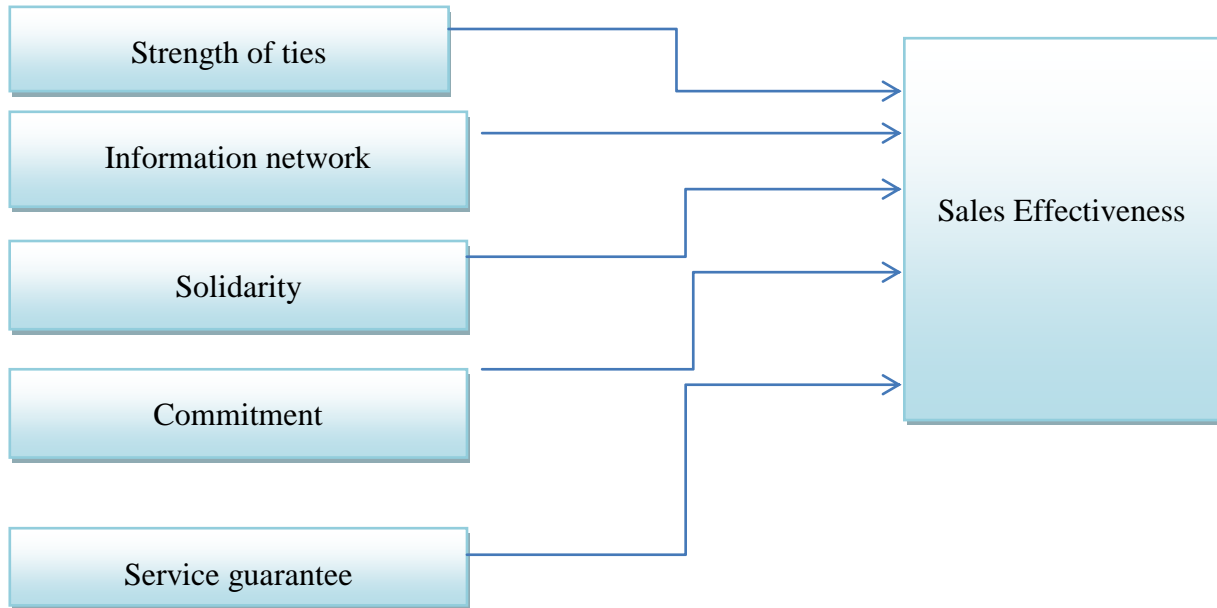 Strength of ties
Information network
Solidarity
Commitment
Service guarantee
Sales Effectiveness